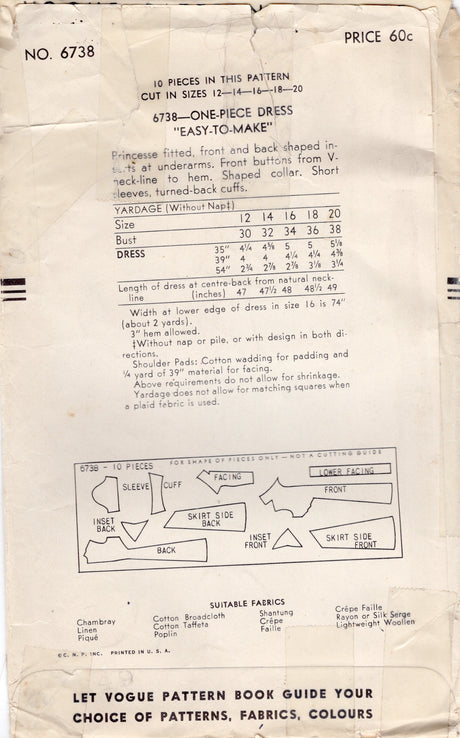 NO. 6738
PRICE 60c
10 PIECES IN THIS PATTERN
CUT IN SIZES 12—14—16—18—20
6738—ONE-PIECE DRESS
"EASY-TO-MAKE"
Princesse fitted, front and back shaped in-
sets at underarms. Front buttons from V-
neck-line to hem. Shaped collar. Short
sleeves, turned-back cuffs.
YARDAGE (Without Nap‡)
Size 12 14 16 18 20
Bust 30 32 34 36 38
DRESS 35" 4¼ 4⅝ 5 5 5⅛
39" 4 4 4¼ 4¼ 4⅜
54" 2¾ 2⅞ 2⅞ 3⅛ 3¼
Length of dress at centre-back from natural neck-
line (inches) 47 47½ 48 48½ 49
Width at lower edge of dress in size 16 is 74"
(about 2 yards).
3" hem allowed.
‡Without nap or pile, or with design in both di-
rections.
Shoulder Pads: Cotton wadding for padding and
¼ yard of 39" material for facing.
Above requirements do not allow for shrinkage.
Yardage does not allow for matching squares when
a plaid fabric is used.
6738 - 10 PIECES
FOR SHAPE OF PIECES ONLY — NOT A CUTTING GUIDE
SLEEVE
CUFF
FACING
LOWER FACING
FRONT
INSET
BACK
SKIRT SIDE
BACK
INSET
FRONT
SKIRT SIDE
FRONT
BACK
SUITABLE FABRICS
Chambray
Linen
Piqué
Cotton Broadcloth
Cotton Taffeta
Poplin
Shantung
Crêpe
Faille
Crêpe Faille
Rayon or Silk Serge
Lightweight Woollen
© C. N. P. INC. PRINTED IN U. S. A.
LET VOGUE PATTERN BOOK GUIDE YOUR
CHOICE OF PATTERNS, FABRICS, COLOURS